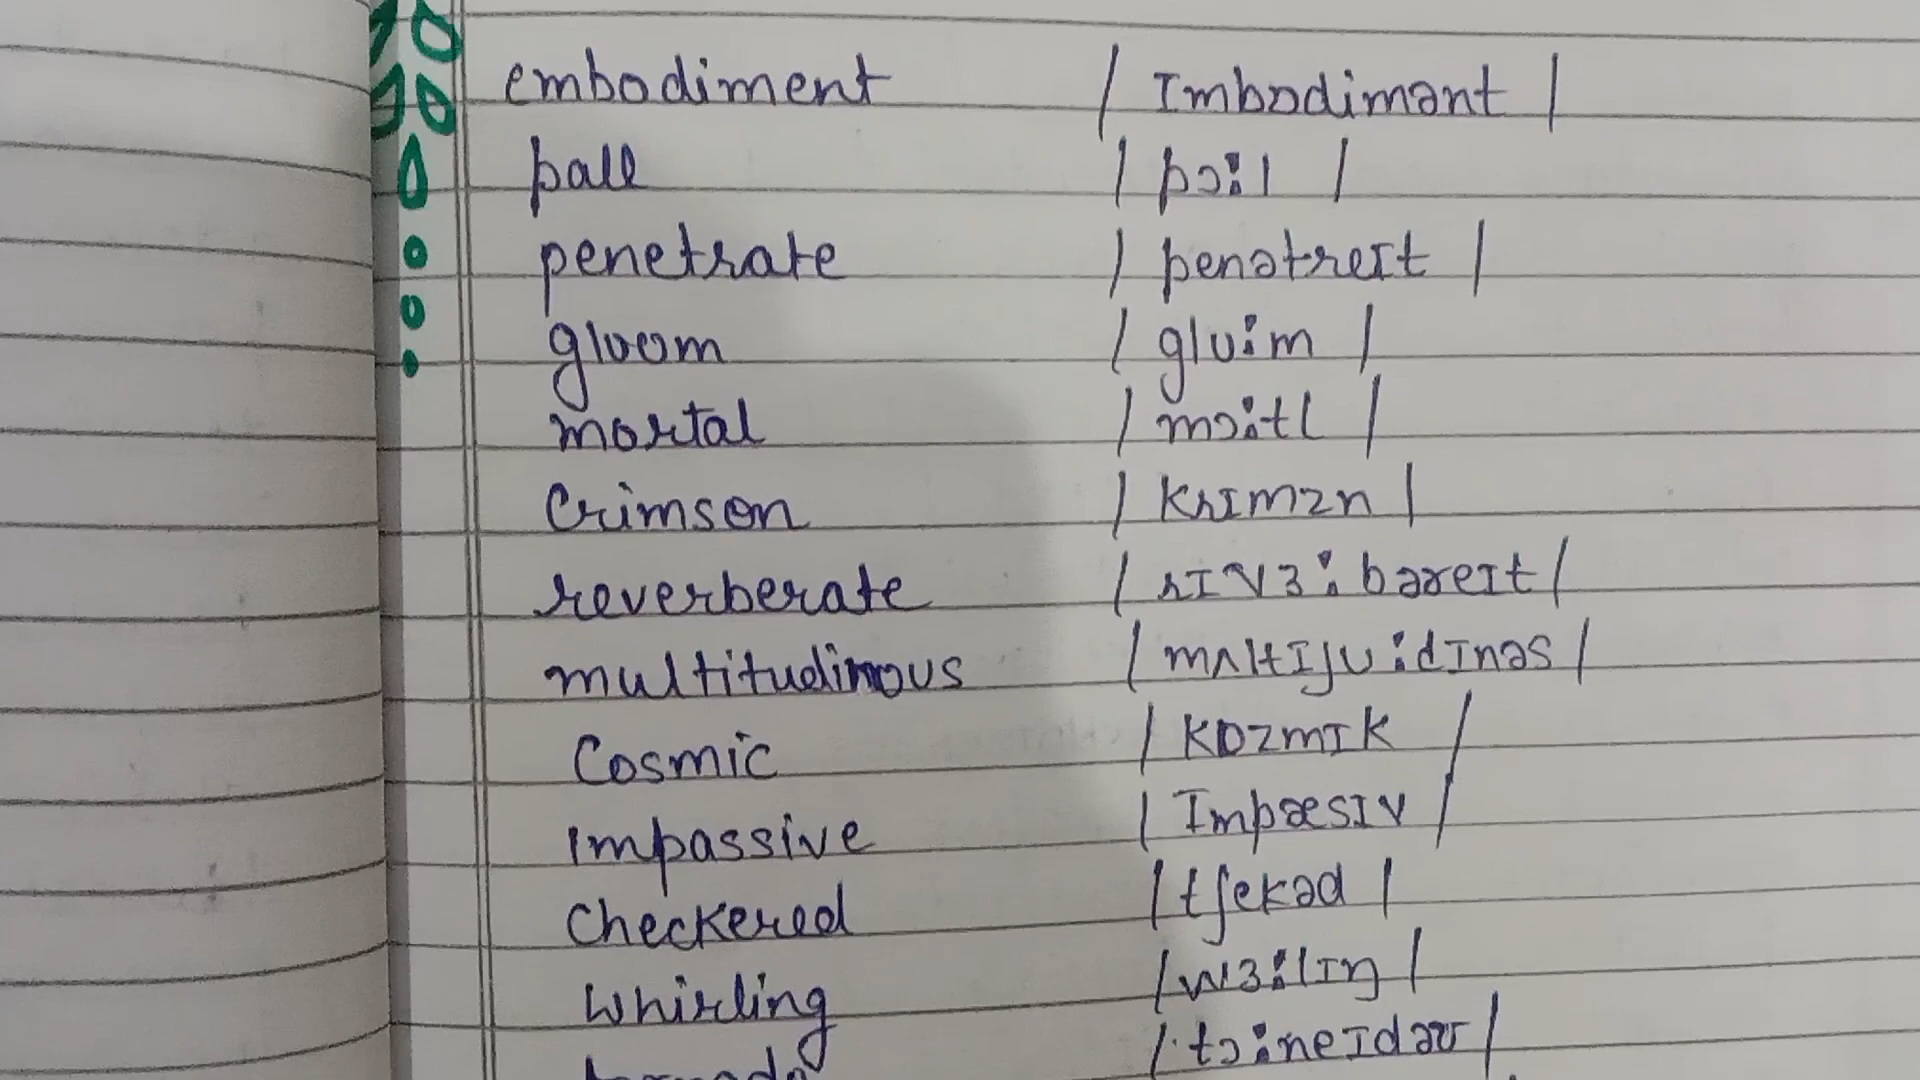 embodiment / Imbɒdimənt /
pall / pɔːl /
penetrate / penətreɪt /
gloom / gluːm /
mortal / mɔːtl /
Crimson / krɪmzn /
reverberate / rɪvɜːbəreɪt /
multitudinous / mʌltɪjuːdɪnəs /
Cosmic / kɒzmɪk /
impassive / ɪmpæsɪv /
Checkered / tʃekəd /
Whirling / wɜːlɪŋ /
/ tɔːneɪdəʊ /